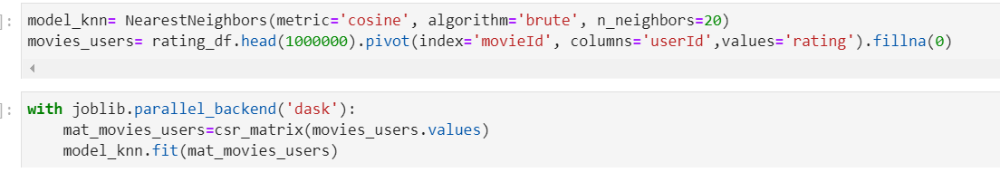 ]: model_knn= NearestNeighbors(metric='cosine', algorithm='brute', n_neighbors=20)
movies_users= rating_df.head(1000000).pivot(index='movieId', columns='userId',values='rating').fillna(0)
]: with joblib.parallel_backend('dask'):
    mat_movies_users=csr_matrix(movies_users.values)
    model_knn.fit(mat_movies_users)